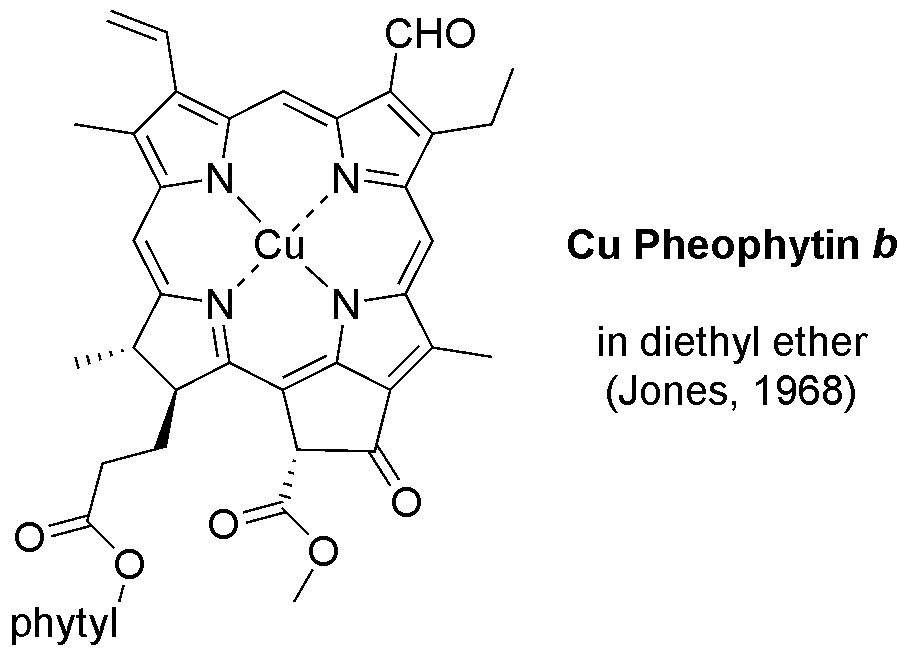 CHO
N
N
Cu
Cu Pheophytin b
N
N
in diethyl ether
(Jones, 1968)
O
O
O
O
O
phytyl